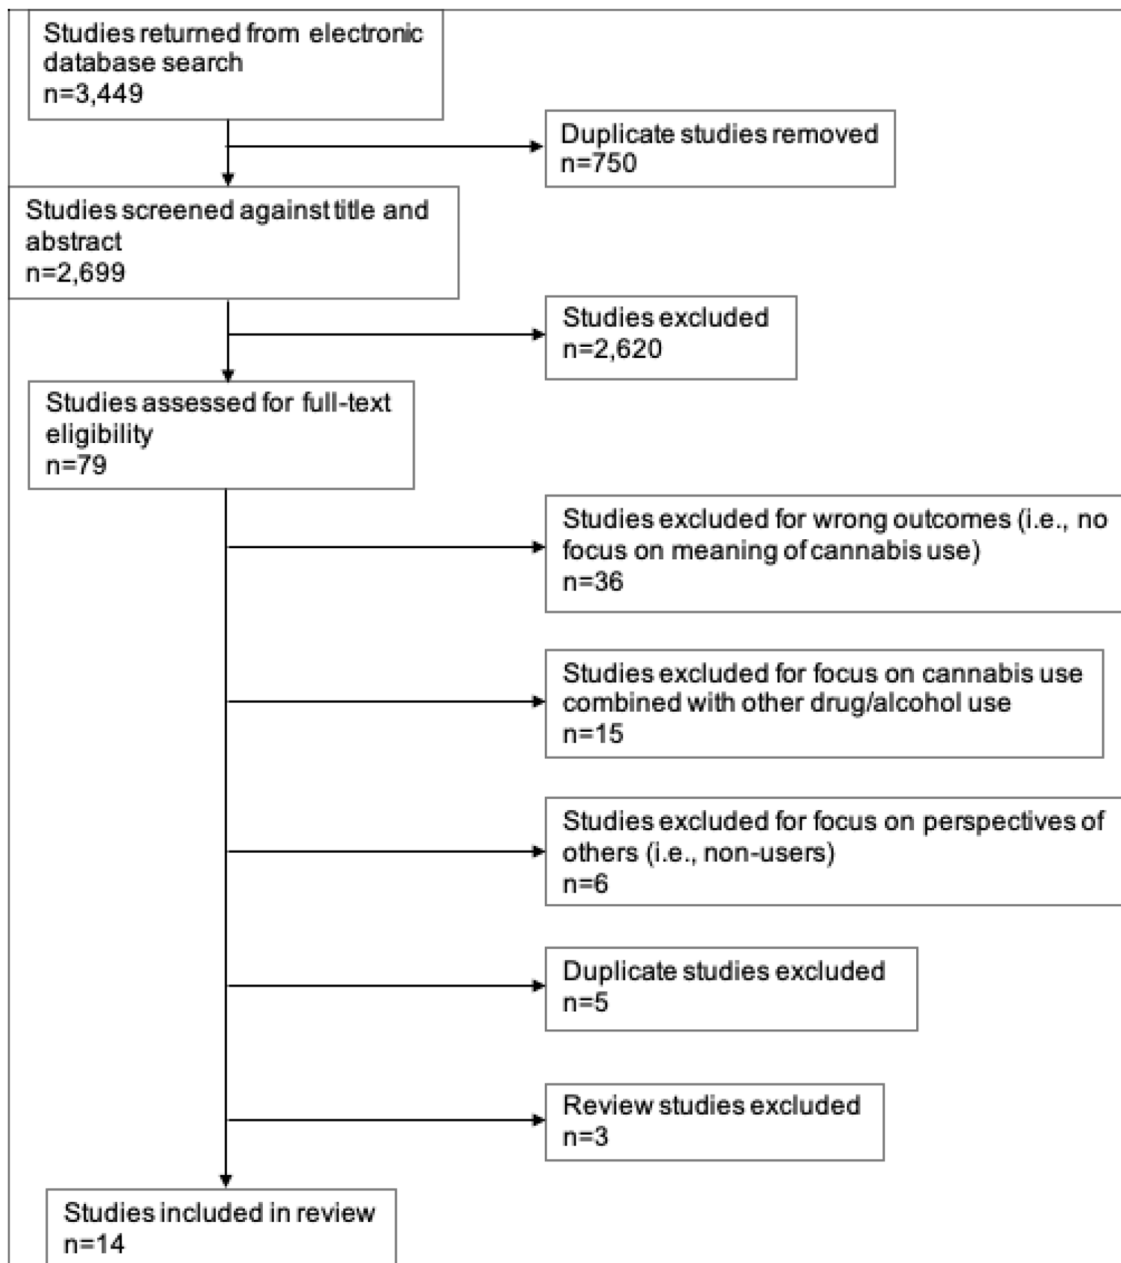 Studies returned from electronic
database search
n=3,449
Duplicate studies removed
n=750
Studies screened against title and
abstract
n=2,699
Studies excluded
n=2,620
Studies assessed for full-text
eligibility
n=79
Studies excluded for wrong outcomes (i.e., no
focus on meaning of cannabis use)
n=36
Studies excluded for focus on cannabis use
combined with other drug/alcohol use
n=15
Studies excluded for focus on perspectives of
others (i.e., non-users)
n=6
Duplicate studies excluded
n=5
Review studies excluded
n=3
Studies included in review
n=14